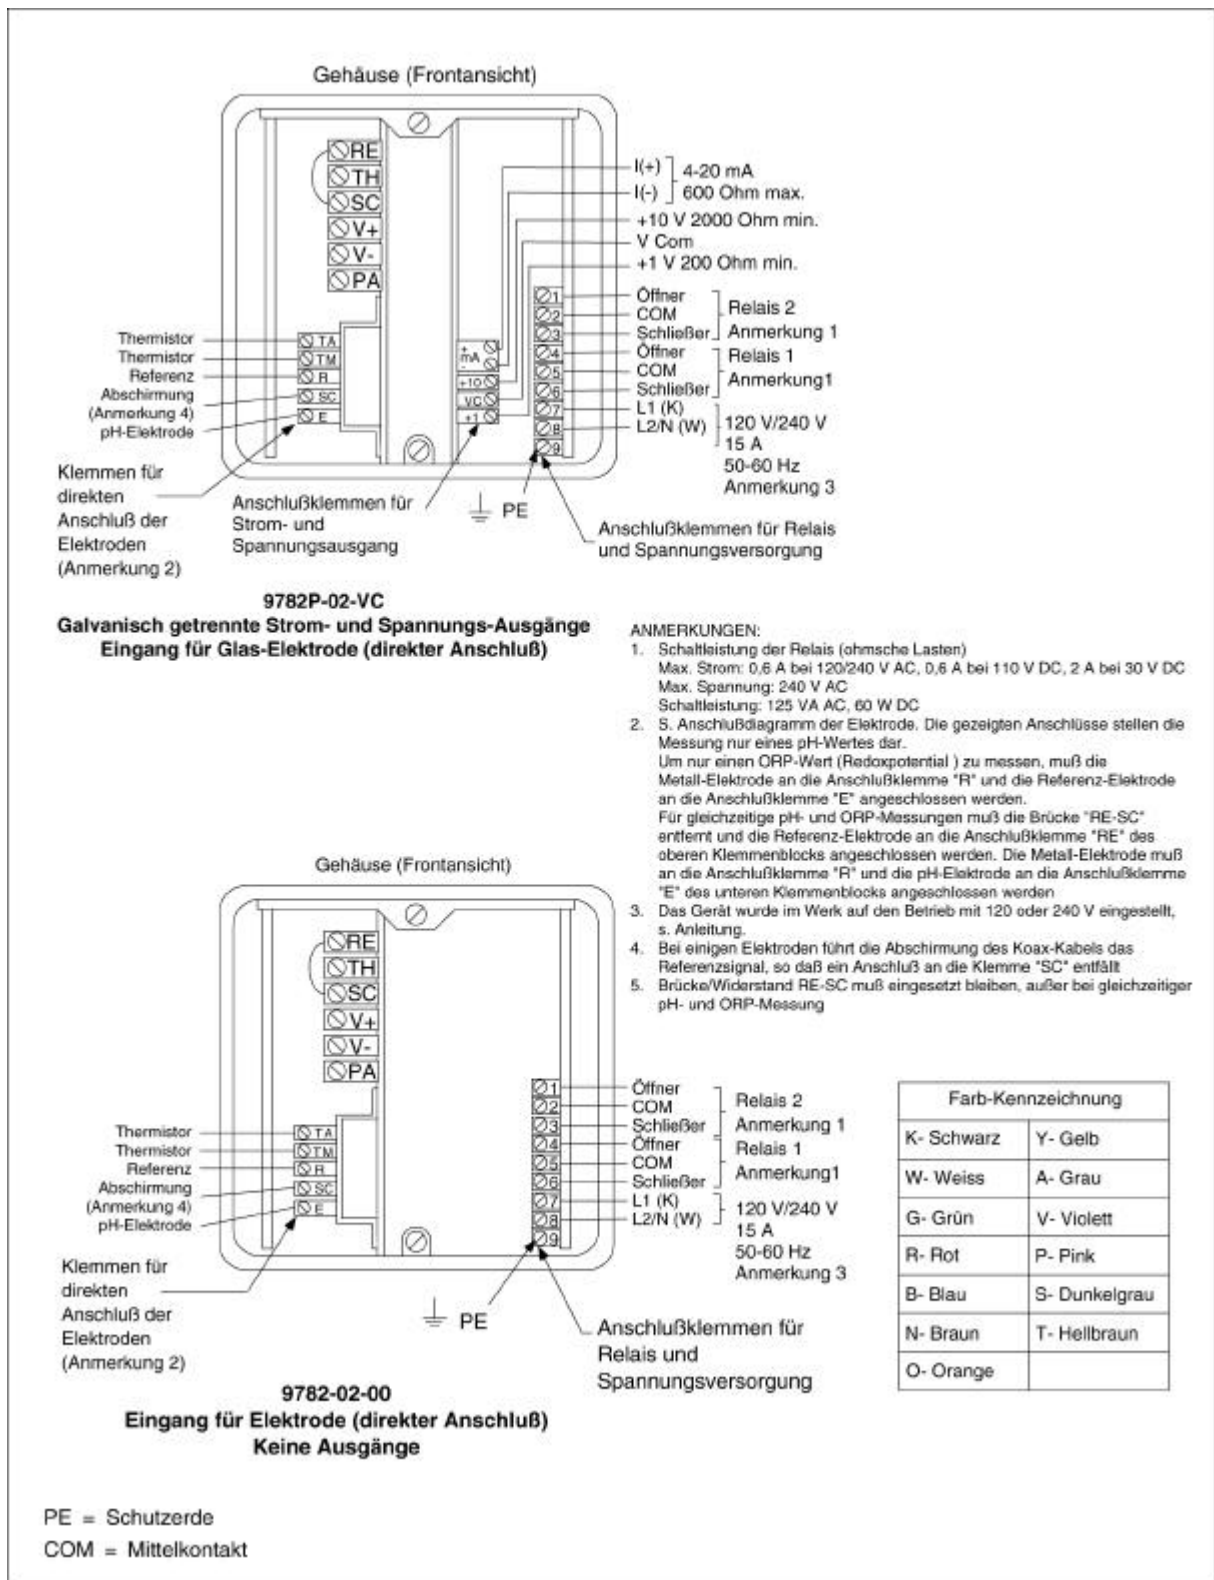 Gehäuse (Frontansicht)
RE
TH
SC
V+
V-
PA
Thermistor
Thermistor
Referenz
Abschirmung
(Anmerkung 4)
pH-Elektrode
TA
TM
R
SC
E
+
mA
-
+10
VC
+1
I(+)
I(-)
4-20 mA
600 Ohm max.
+10 V 2000 Ohm min.
V Com
+1 V 200 Ohm min.
1 Öffner
2 COM
3 Schließer
Relais 2
Anmerkung 1
4 Öffner
5 COM
6 Schließer
Relais 1
Anmerkung1
7 L1 (K)
8 L2/N (W)
9
120 V/240 V
15 A
50-60 Hz
Anmerkung 3
Klemmen für
direkten
Anschluß der
Elektroden
(Anmerkung 2)
Anschlußklemmen für
Strom- und
Spannungsausgang
PE
Anschlußklemmen für Relais
und Spannungsversorgung
9782P-02-VC
Galvanisch getrennte Strom- und Spannungs-Ausgänge
Eingang für Glas-Elektrode (direkter Anschluß)
ANMERKUNGEN:
1. Schaltleistung der Relais (ohmsche Lasten)
Max. Strom: 0,6 A bei 120/240 V AC, 0,6 A bei 110 V DC, 2 A bei 30 V DC
Max. Spannung: 240 V AC
Schaltleistung: 125 VA AC, 60 W DC
2. S. Anschlußdiagramm der Elektrode. Die gezeigten Anschlüsse stellen die
Messung nur eines pH-Wertes dar.
Um nur einen ORP-Wert (Redoxpotential ) zu messen, muß die
Metall-Elektrode an die Anschlußklemme "R" und die Referenz-Elektrode
an die Anschlußklemme "E" angeschlossen werden.
Für gleichzeitige pH- und ORP-Messungen muß die Brücke "RE-SC"
entfernt und die Referenz-Elektrode an die Anschlußklemme "RE" des
oberen Klemmenblocks angeschlossen werden. Die Metall-Elektrode muß
an die Anschlußklemme "R" und die pH-Elektrode an die Anschlußklemme
"E" des unteren Klemmenblocks angeschlossen werden
3. Das Gerät wurde im Werk auf den Betrieb mit 120 oder 240 V eingestellt,
s. Anleitung.
4. Bei einigen Elektroden führt die Abschirmung des Koax-Kabels das
Referenzsignal, so daß ein Anschluß an die Klemme "SC" entfällt
5. Brücke/Widerstand RE-SC muß eingesetzt bleiben, außer bei gleichzeitiger
pH- und ORP-Messung
Gehäuse (Frontansicht)
RE
TH
SC
V+
V-
PA
Thermistor
Thermistor
Referenz
Abschirmung
(Anmerkung 4)
pH-Elektrode
TA
TM
R
SC
E
1 Öffner
2 COM
3 Schließer
Relais 2
Anmerkung 1
4 Öffner
5 COM
6 Schließer
Relais 1
Anmerkung1
7 L1 (K)
8 L2/N (W)
9
120 V/240 V
15 A
50-60 Hz
Anmerkung 3
Klemmen für
direkten
Anschluß der
Elektroden
(Anmerkung 2)
PE
Anschlußklemmen für
Relais und
Spannungsversorgung
9782-02-00
Eingang für Elektrode (direkter Anschluß)
Keine Ausgänge
Farb-Kennzeichnung
K- Schwarz Y- Gelb
W- Weiss A- Grau
G- Grün V- Violett
R- Rot P- Pink
B- Blau S- Dunkelgrau
N- Braun T- Hellbraun
O- Orange
PE = Schutzerde
COM = Mittelkontakt